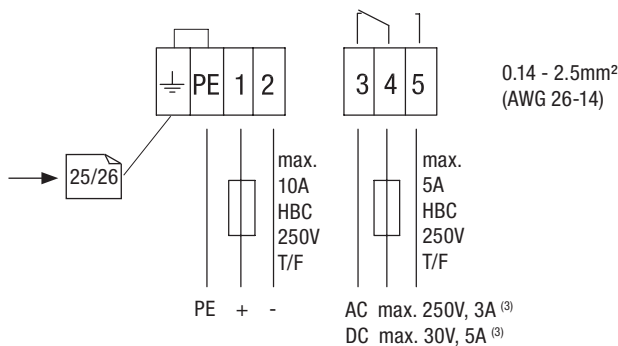 PE 1 2
3 4 5
0.14 - 2.5mm²
(AWG 26-14)
25/26
max.
10A
HBC
250V
T/F
max.
5A
HBC
250V
T/F
PE + -
AC max. 250V, 3A ⁽³⁾
DC max. 30V, 5A ⁽³⁾